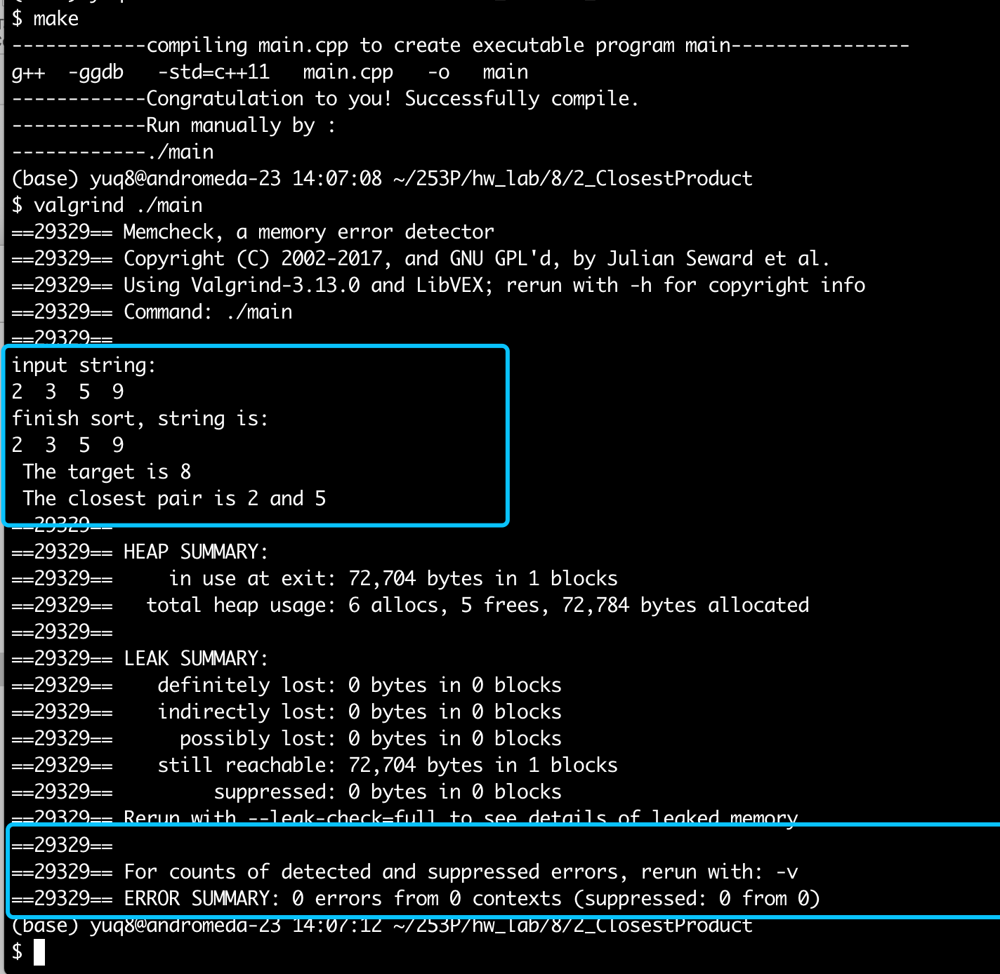 $ make
------------compiling main.cpp to create executable program main----------------
g++  -ggdb   -std=c++11   main.cpp   -o   main
------------Congratulation to you! Successfully compile.
------------Run manually by :
------------./main
(base) yuq8@andromeda-23 14:07:08 ~/253P/hw_lab/8/2_ClosestProduct
$ valgrind ./main
==29329== Memcheck, a memory error detector
==29329== Copyright (C) 2002-2017, and GNU GPL'd, by Julian Seward et al.
==29329== Using Valgrind-3.13.0 and LibVEX; rerun with -h for copyright info
==29329== Command: ./main
==29329==
input string:
2  3  5  9
finish sort, string is:
2  3  5  9
 The target is 8
 The closest pair is 2 and 5
==29329==
==29329== HEAP SUMMARY:
==29329==     in use at exit: 72,704 bytes in 1 blocks
==29329==   total heap usage: 6 allocs, 5 frees, 72,784 bytes allocated
==29329==
==29329== LEAK SUMMARY:
==29329==    definitely lost: 0 bytes in 0 blocks
==29329==    indirectly lost: 0 bytes in 0 blocks
==29329==      possibly lost: 0 bytes in 0 blocks
==29329==    still reachable: 72,704 bytes in 1 blocks
==29329==         suppressed: 0 bytes in 0 blocks
==29329== Rerun with --leak-check=full to see details of leaked memory
==29329==
==29329== For counts of detected and suppressed errors, rerun with: -v
==29329== ERROR SUMMARY: 0 errors from 0 contexts (suppressed: 0 from 0)
(base) yuq8@andromeda-23 14:07:12 ~/253P/hw_lab/8/2_ClosestProduct
$